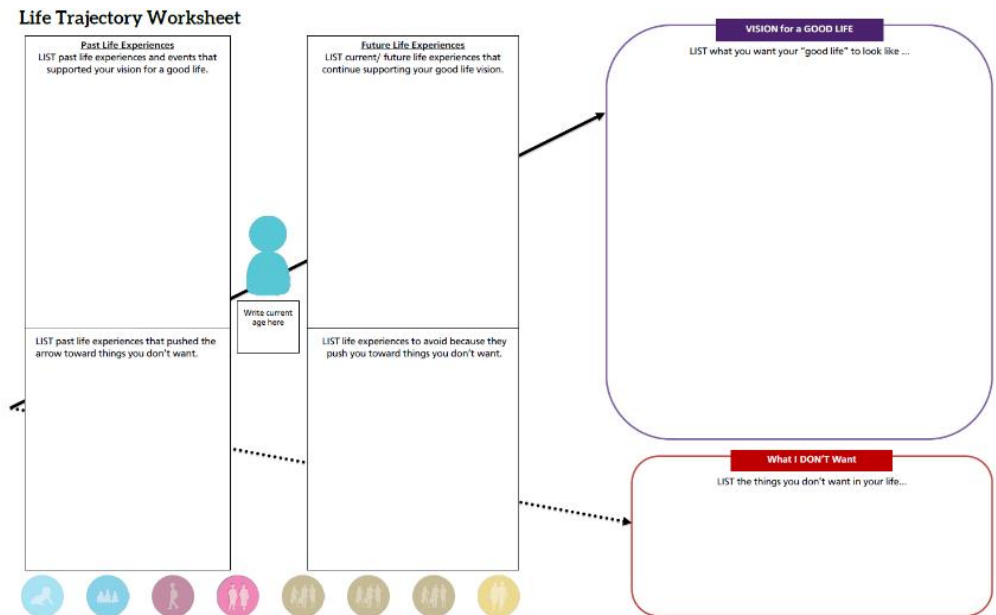 Life Trajectory Worksheet
Past Life Experiences
LIST past life experiences and events that
supported your vision for a good life.
Future Life Experiences
LIST current/ future life experiences that
continue supporting your good life vision.
VISION for a GOOD LIFE
LIST what you want your "good life" to look like ...
Write current
age here
LIST past life experiences that pushed the
arrow toward things you don't want.
LIST life experiences to avoid because they
push you toward things you don't want.
What I DON'T Want
LIST the things you don't want in your life...